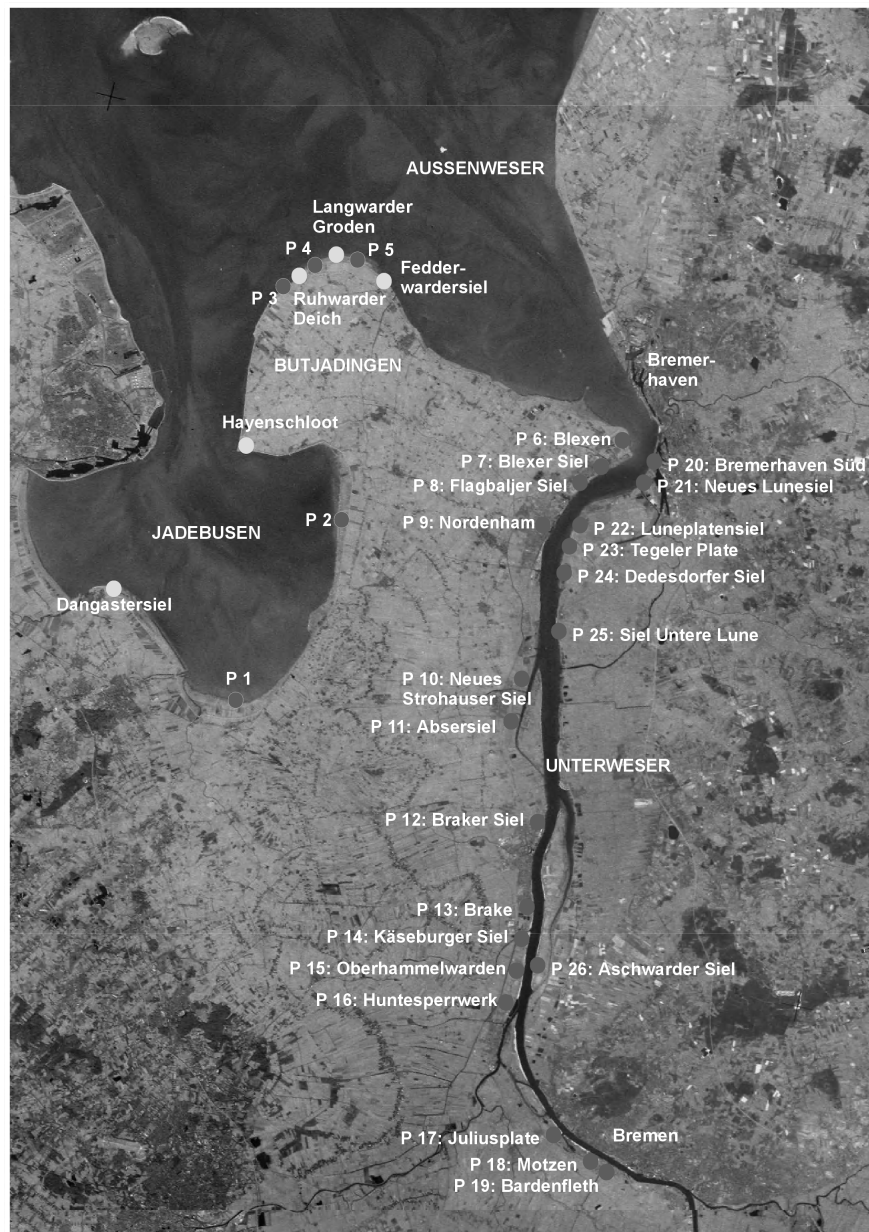 AUSSENWESER
Langwarder
Groden
P 4
P 5
Fedder-
wardersiel
P 3
Ruhwarder
Deich
BUTJADINGEN
Bremer-
haven
Hayenschloot
P 6: Blexen
P 7: Blexer Siel
P 20: Bremerhaven Süd
P 8: Flagbaljer Siel
P 21: Neues Lunesiel
P 2
P 9: Nordenham
JADEBUSEN
P 22: Luneplatensiel
P 23: Tegeler Plate
P 24: Dedesdorfer Siel
Dangastersiel
P 25: Siel Untere Lune
P 1
P 10: Neues
Strohauser Siel
P 11: Absersiel
UNTERWESER
P 12: Braker Siel
P 13: Brake
P 14: Käseburger Siel
P 15: Oberhammelwarden
P 26: Aschwarder Siel
P 16: Huntesperrwerk
P 17: Juliusplate
Bremen
P 18: Motzen
P 19: Bardenfleth